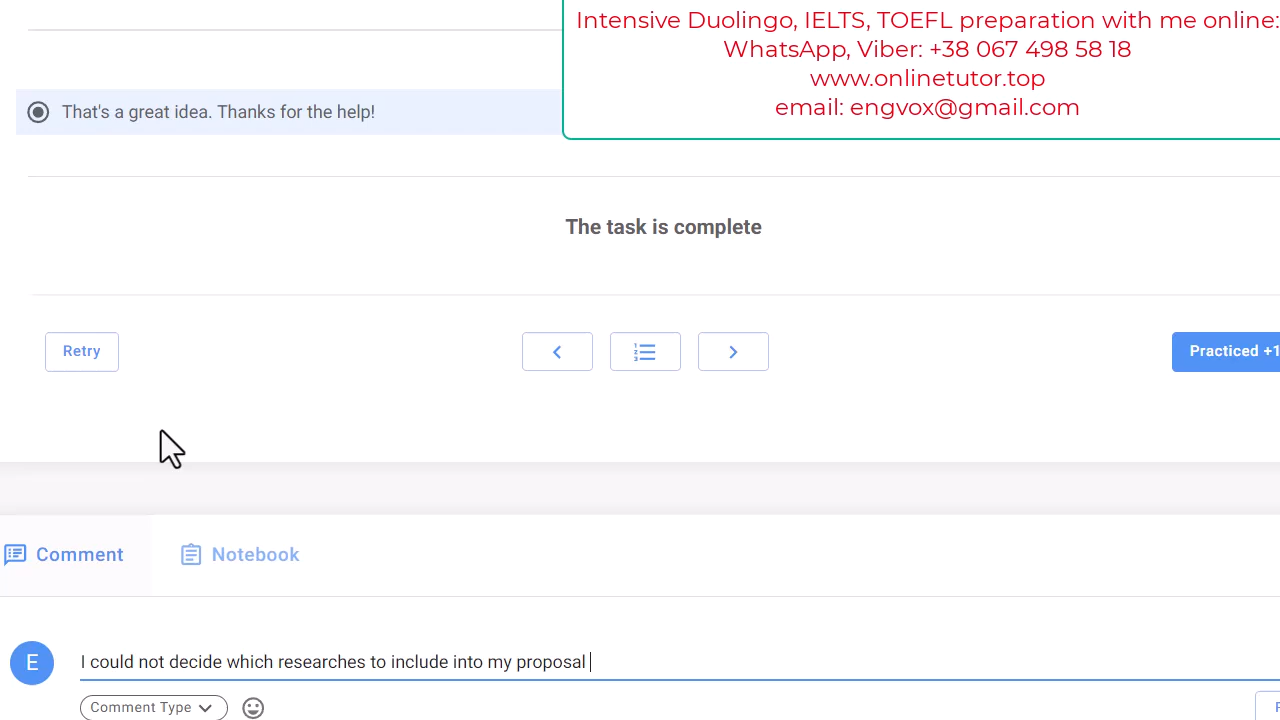 Intensive Duolingo, IELTS, TOEFL preparation with me online:
WhatsApp, Viber: +38 067 498 58 18
www.onlinetutor.top
email: engvox@gmail.com
That's a great idea. Thanks for the help!
The task is complete
Retry
Practiced +1
Comment
Notebook
E
I could not decide which researches to include into my proposal
Comment Type